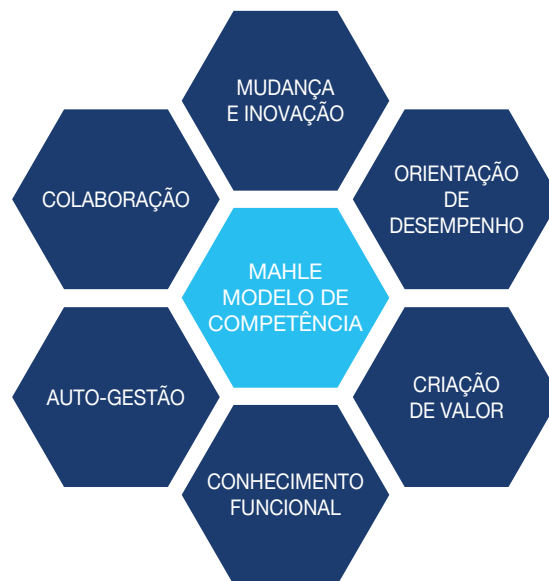 MUDANÇA
E INOVAÇÃO
ORIENTAÇÃO
DE
DESEMPENHO
COLABORAÇÃO
MAHLE
MODELO DE
COMPETÊNCIA
AUTO-GESTÃO
CRIAÇÃO
DE VALOR
CONHECIMENTO
FUNCIONAL